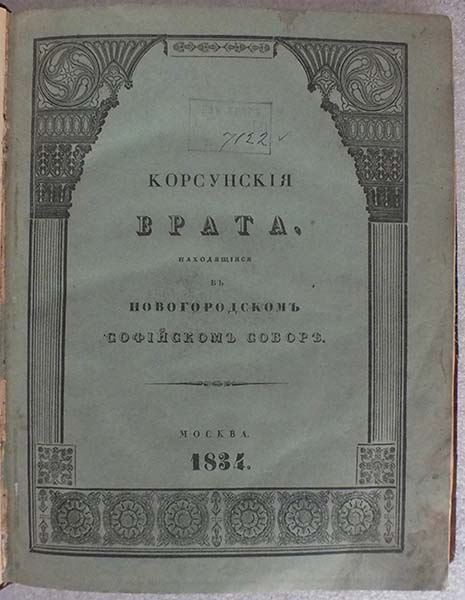 7122
КОРСУНСКІЯ
ВРАТА,
НАХОДЯЩІЯСЯ
ВЪ
НОВОГОРОДСКОМЪ
СОФІЙСКОМЪ СОБОРѢ.
МОСКВА.
1834.